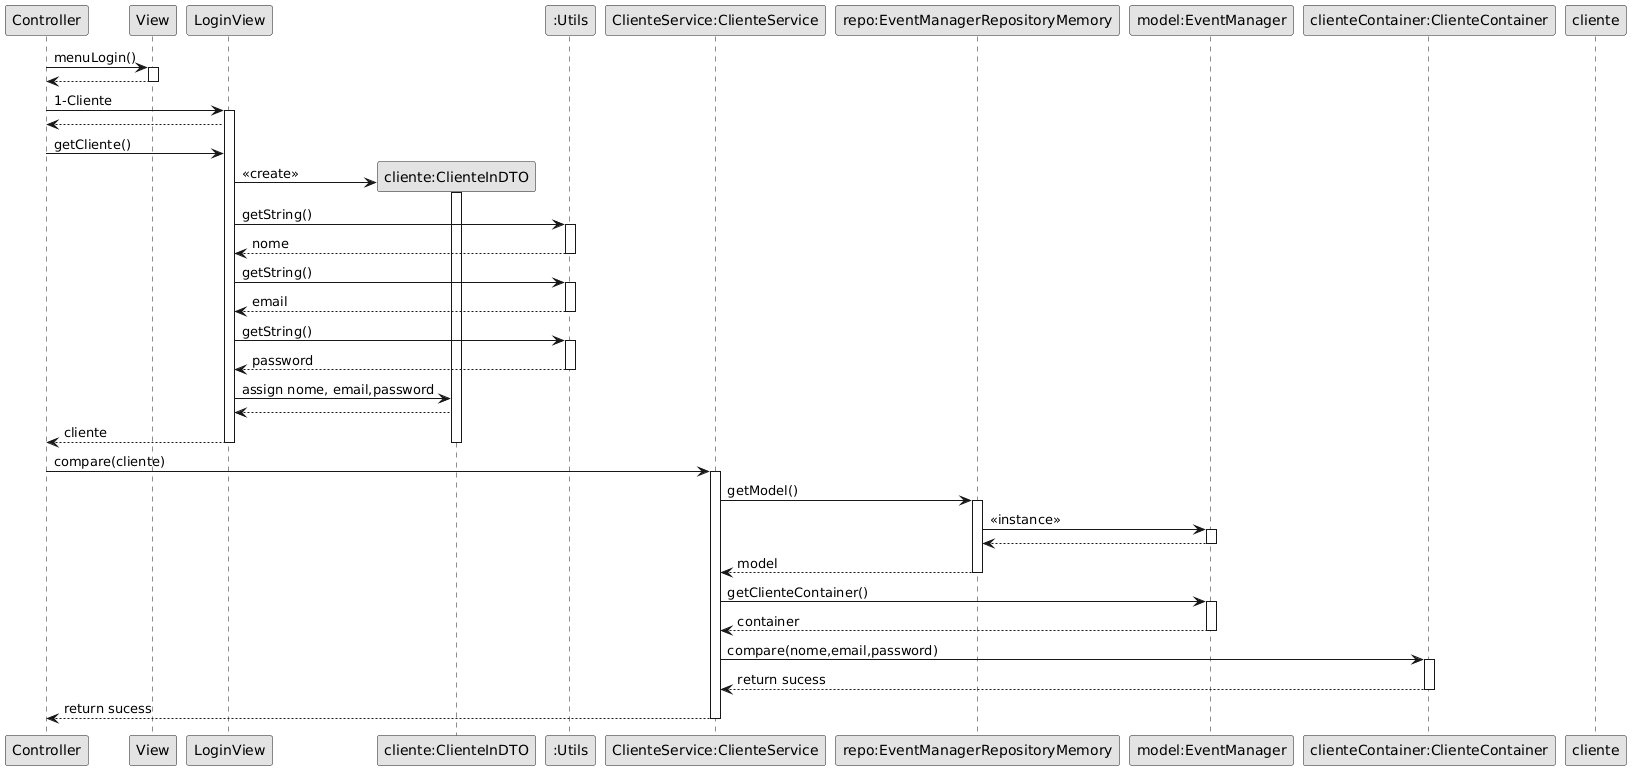 Controller
View
LoginView
:Utils
ClienteService:ClienteService
repo:EventManagerRepositoryMemory
model:EventManager
clienteContainer:ClienteContainer
cliente
menuLogin()
1-Cliente
getCliente()
«create»
cliente:ClienteInDTO
getString()
nome
getString()
email
getString()
password
assign nome, email,password
cliente
compare(cliente)
getModel()
«instance»
model
getClienteContainer()
container
compare(nome,email,password)
return sucess
return sucess
Controller
View
LoginView
cliente:ClienteInDTO
:Utils
ClienteService:ClienteService
repo:EventManagerRepositoryMemory
model:EventManager
clienteContainer:ClienteContainer
cliente